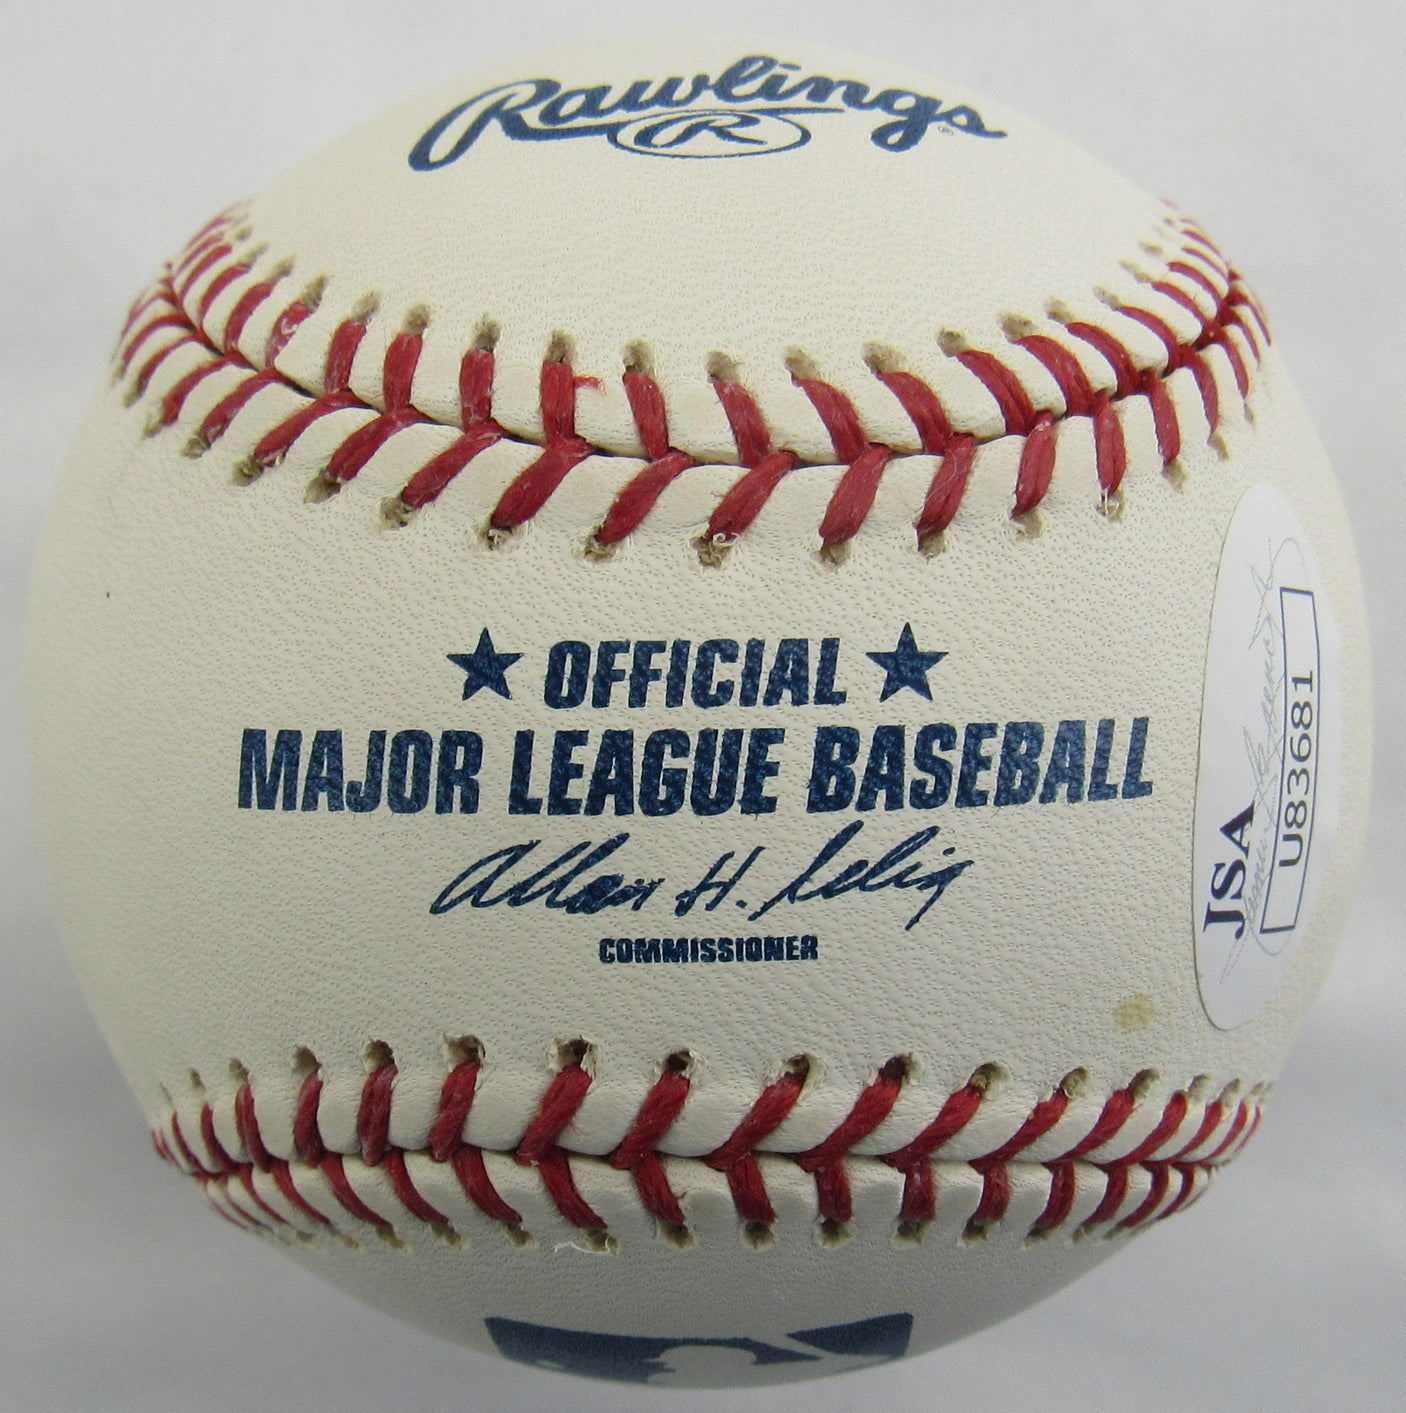 Rawlings
R
★ OFFICIAL ★
MAJOR LEAGUE BASEBALL
Allan H. Selig
COMMISSIONER
JSA
U83681